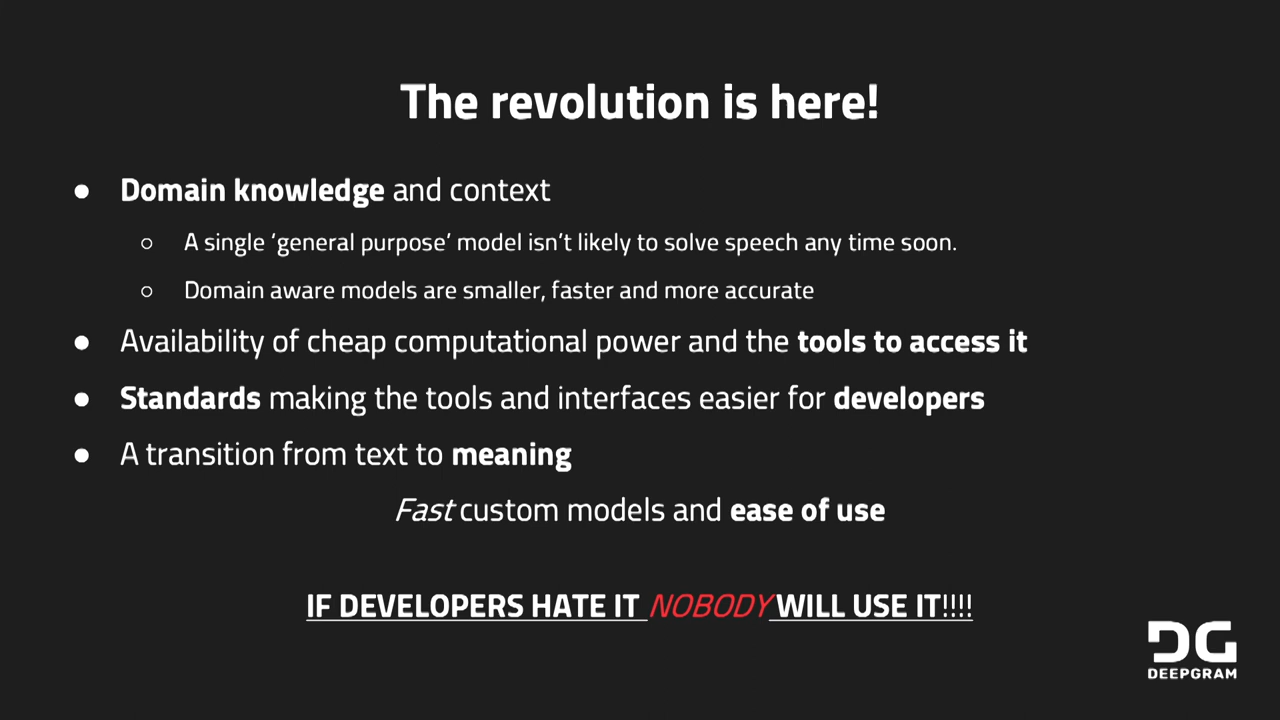 The revolution is here!
● Domain knowledge and context
○ A single ‘general purpose’ model isn’t likely to solve speech any time soon.
○ Domain aware models are smaller, faster and more accurate
● Availability of cheap computational power and the tools to access it
● Standards making the tools and interfaces easier for developers
● A transition from text to meaning
Fast custom models and ease of use
IF DEVELOPERS HATE IT NOBODY WILL USE IT!!!!
DG
DEEPGRAM